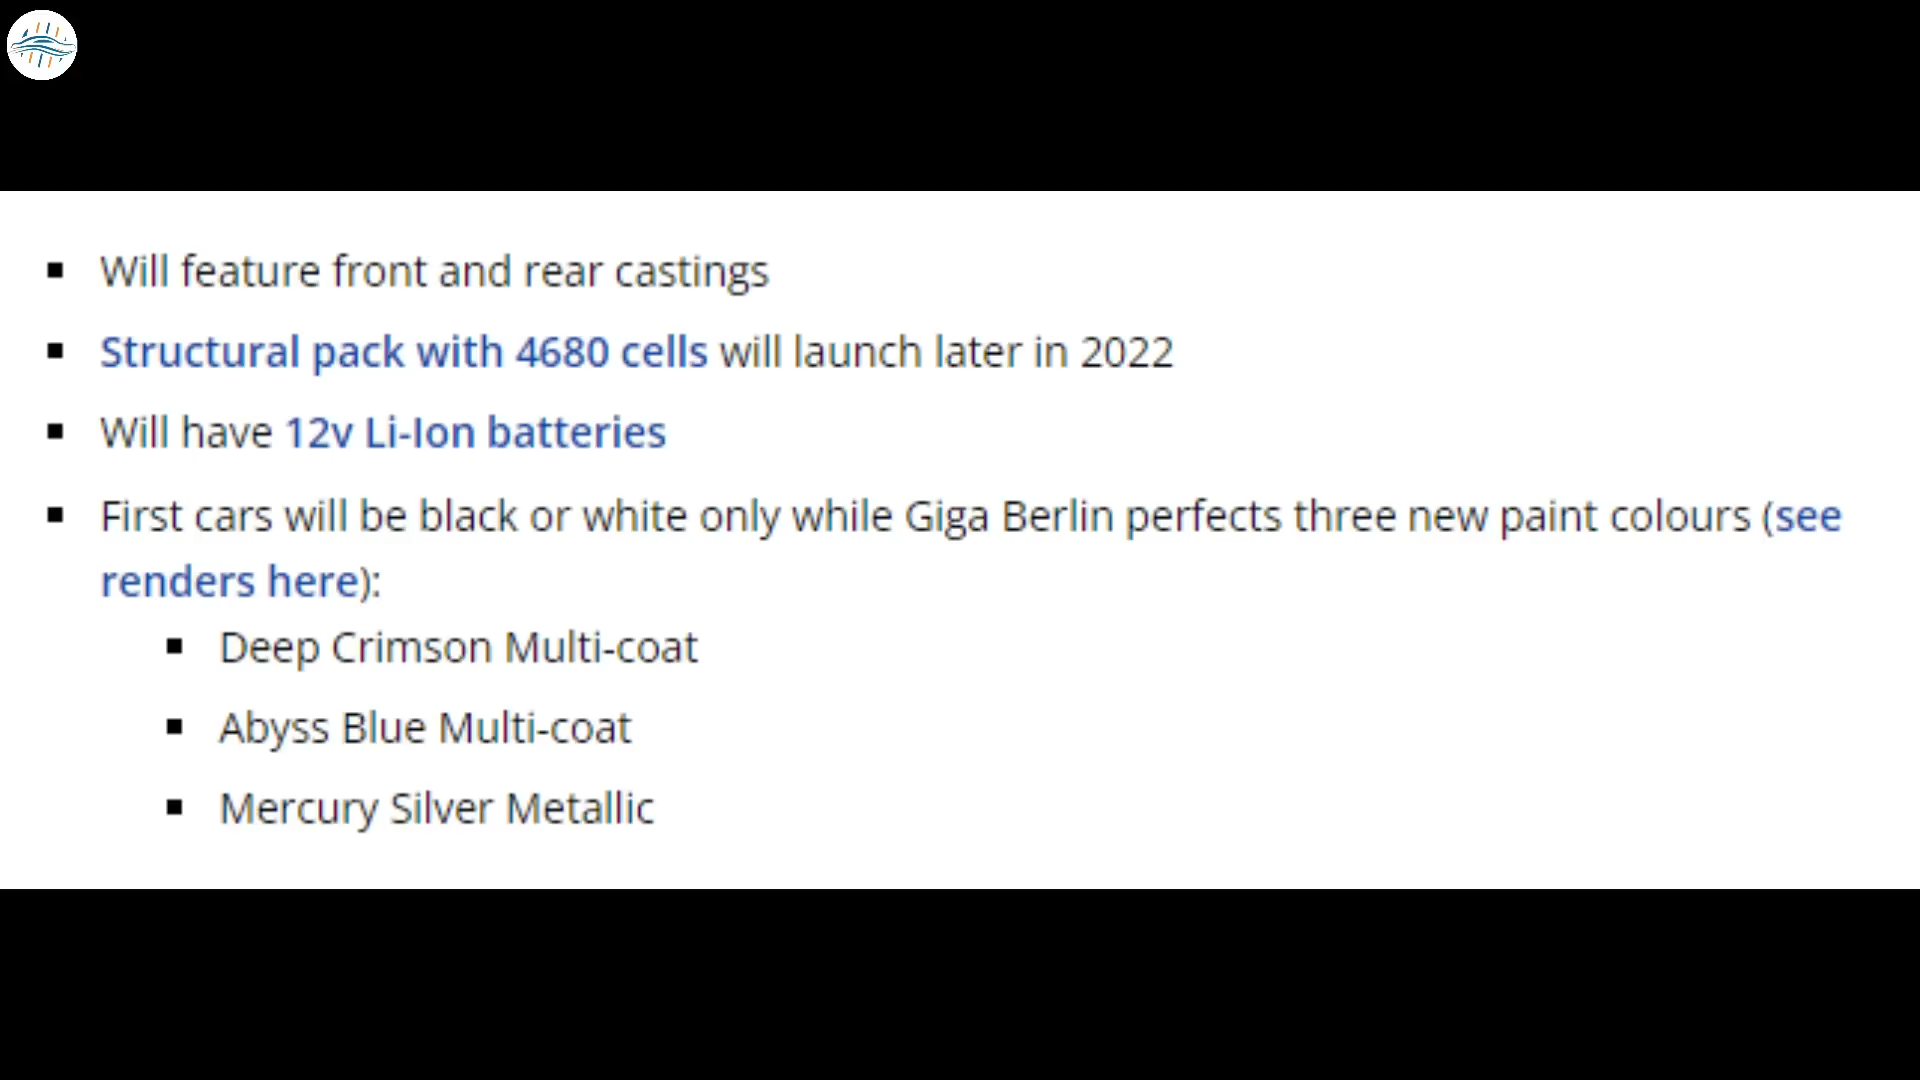 Will feature front and rear castings
Structural pack with 4680 cells will launch later in 2022
Will have 12v Li-Ion batteries
First cars will be black or white only while Giga Berlin perfects three new paint colours (see
renders here):
Deep Crimson Multi-coat
Abyss Blue Multi-coat
Mercury Silver Metallic